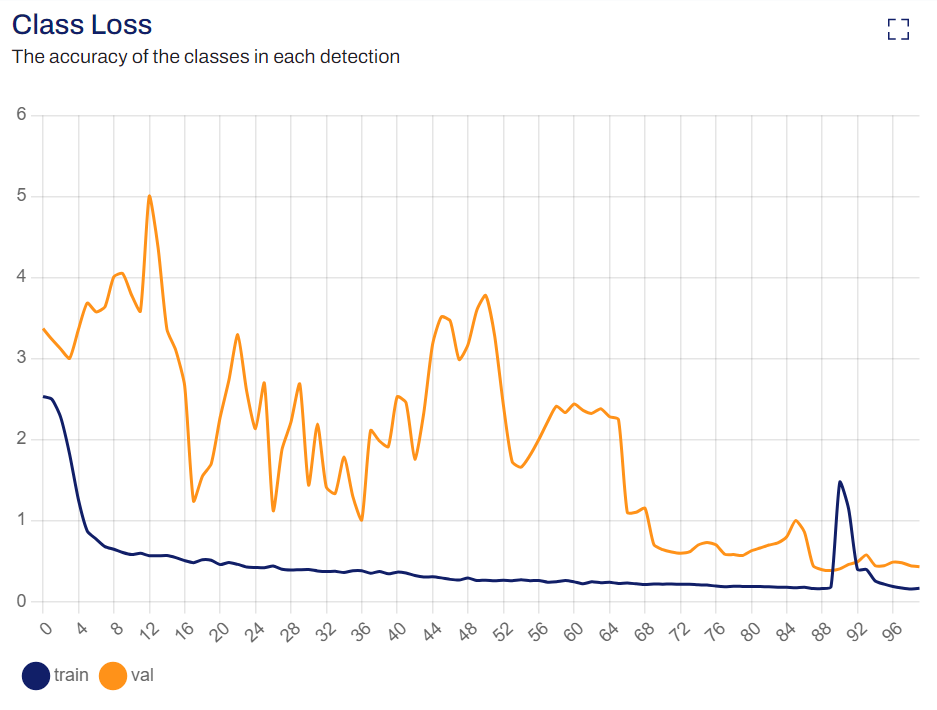 Class Loss
The accuracy of the classes in each detection
6
5
4
3
2
1
0
0 4 8 12 16 20 24 28 32 36 40 44 48 52 56 60 64 68 72 76 80 84 88 92 96
train val